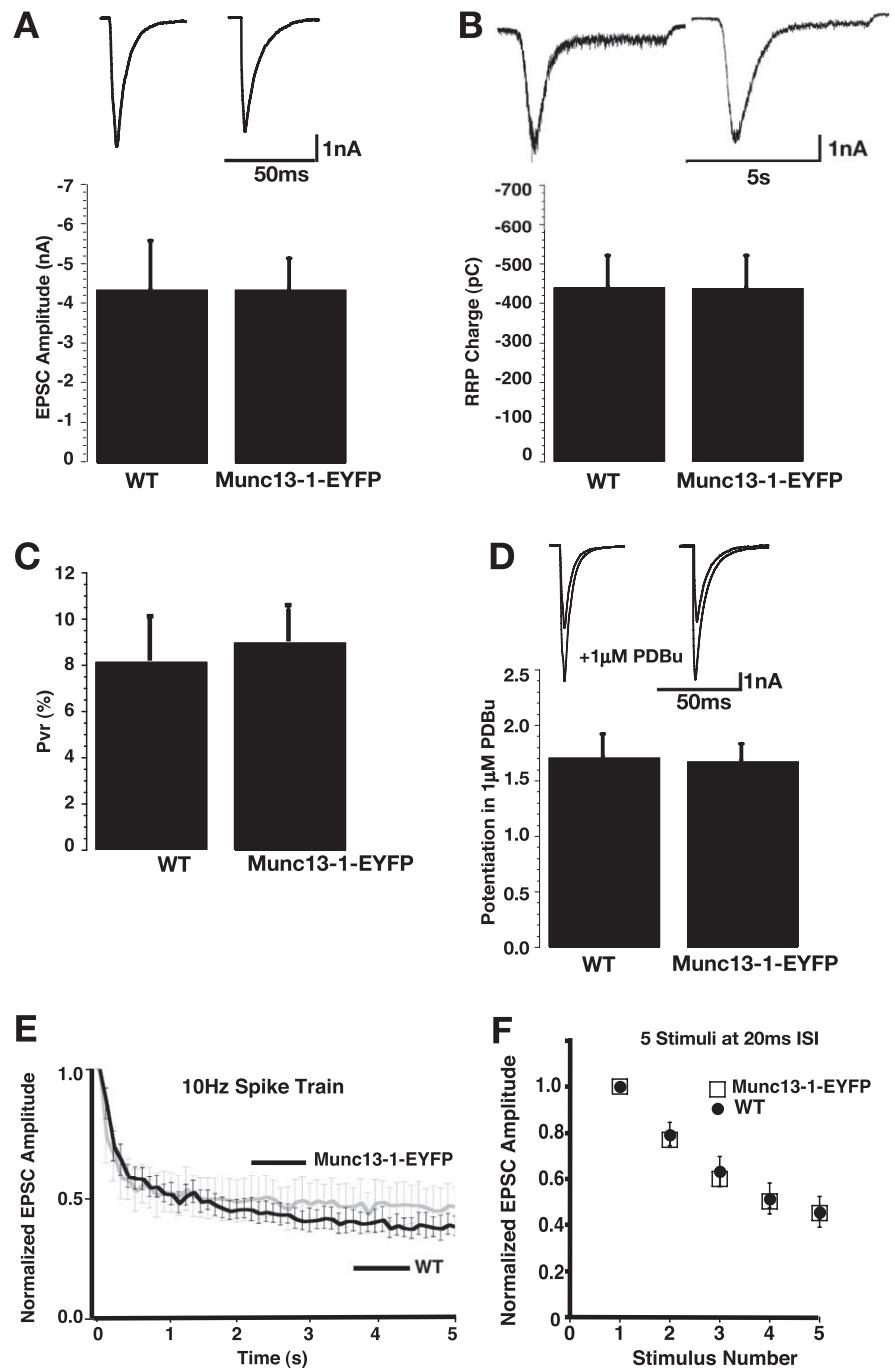 A
1nA
50ms
EPSC Amplitude (nA)
-7
-6
-5
-4
-3
-2
-1
0
WT
Munc13-1-EYFP
B
1nA
5s
RRP Charge (pC)
-700
-600
-500
-400
-300
-200
-100
0
WT
Munc13-1-EYFP
C
Pvr (%)
12
10
8
6
4
2
0
WT
Munc13-1-EYFP
D
+1µM PDBu
1nA
50ms
Potentiation in 1µM PDBu
2.5
2.0
1.5
1.0
0.5
0.0
WT
Munc13-1-EYFP
E
10Hz Spike Train
Munc13-1-EYFP
WT
Normalized EPSC Amplitude
1.0
0.5
0.0
0 1 2 3 4 5
Time (s)
F
5 Stimuli at 20ms ISI
Munc13-1-EYFP
WT
Normalized EPSC Amplitude
1.0
0.8
0.6
0.4
0.2
0
0 1 2 3 4 5
Stimulus Number